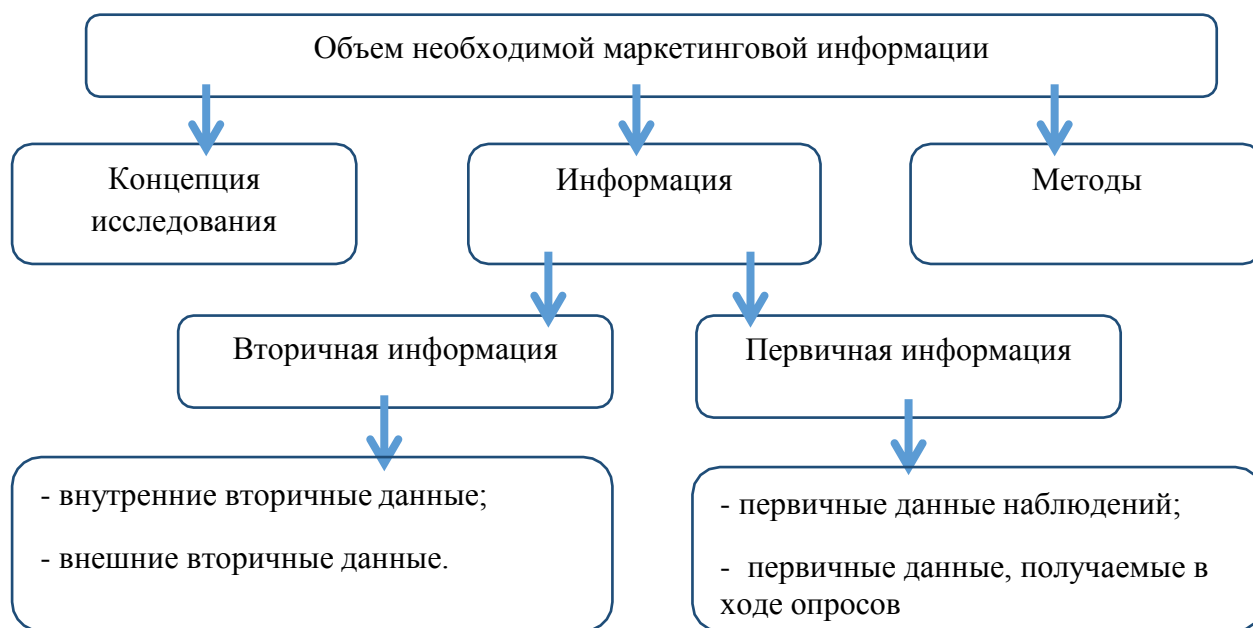 Объем необходимой маркетинговой информации
Концепция
исследования
Информация
Методы
Вторичная информация
Первичная информация
- внутренние вторичные данные;
- внешние вторичные данные.
- первичные данные наблюдений;
- первичные данные, получаемые в
ходе опросов